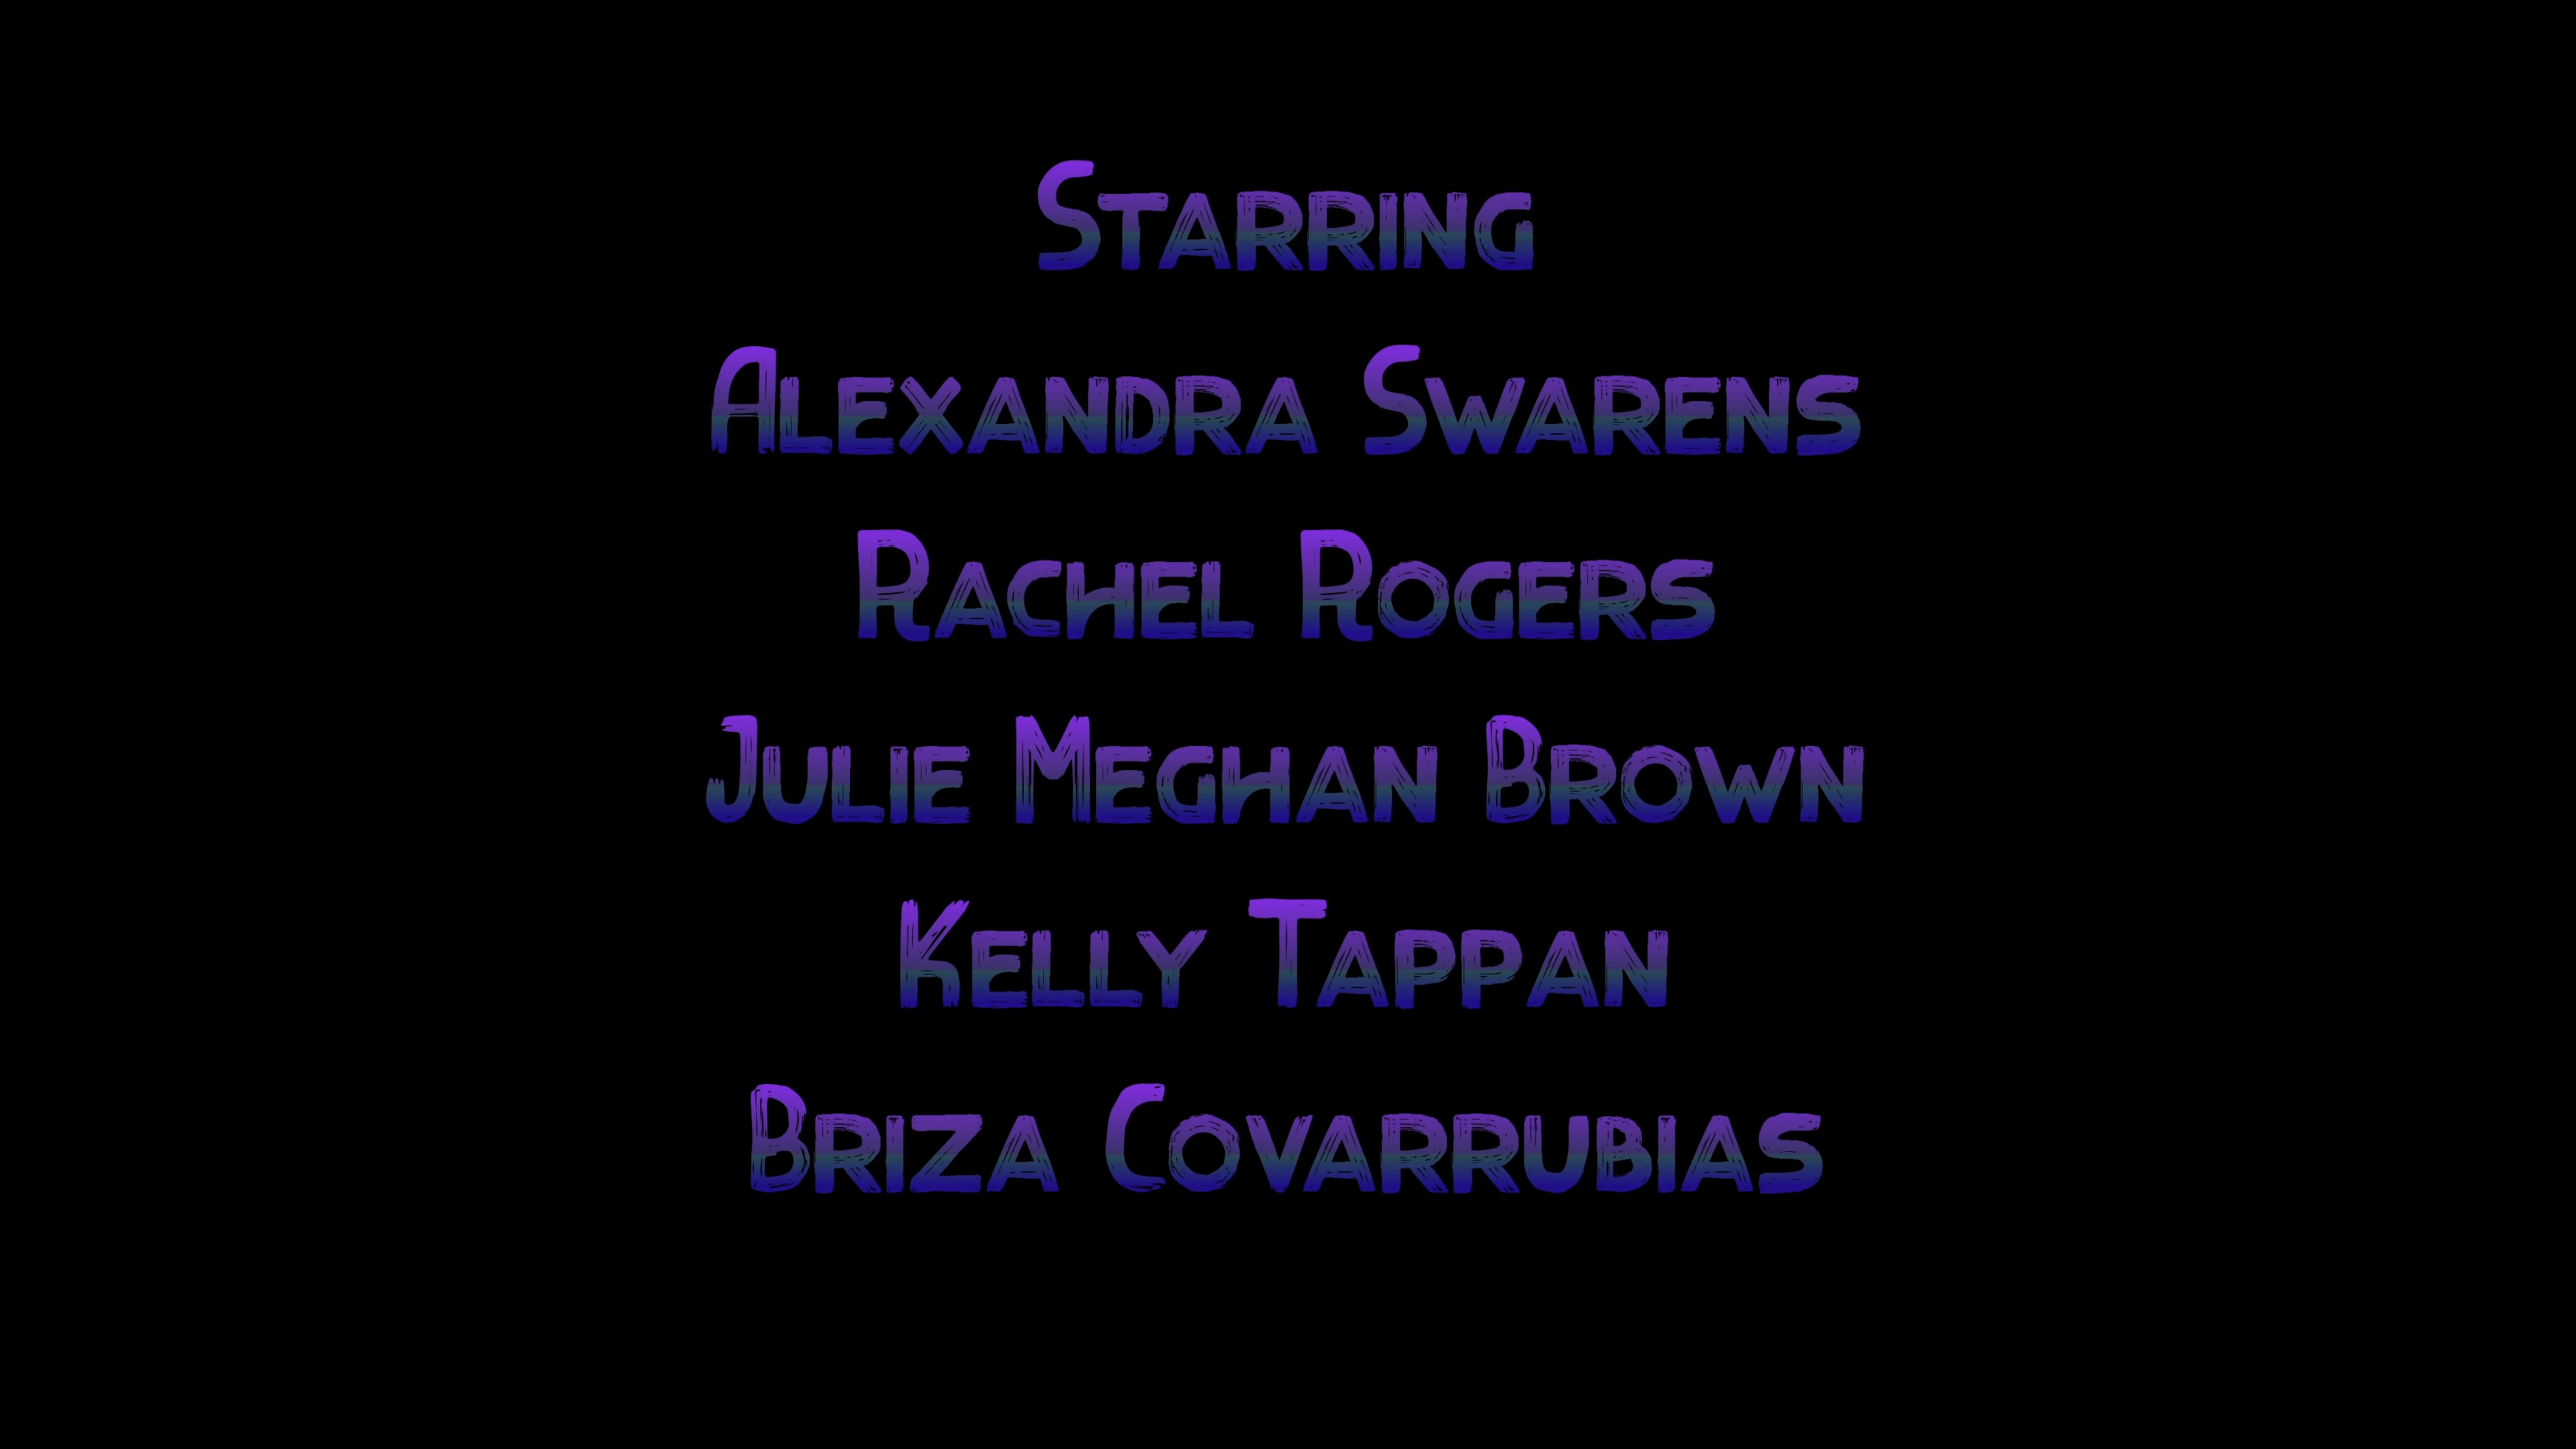 Starring
Alexandra Swarens
Rachel Rogers
Julie Meghan Brown
Kelly Tappan
Briza Covarrubias